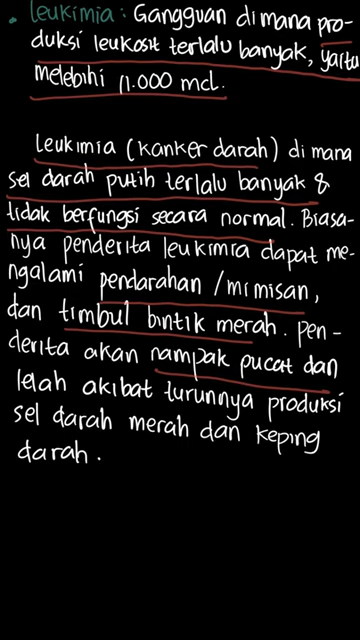 • leukimia : Gangguan di mana pro-
duksi leukosit terlalu banyak, yaitu
melebihi 11.000 mcl.
Leukimia (kanker darah) di mana
sel darah putih terlalu banyak &
tidak berfungsi secara normal. Biasa-
nya penderita leukimia dapat me-
ngalami pendarahan / mimisan,
dan timbul bintik merah. Pen-
derita akan nampak pucat dan
lelah akibat turunnya produksi
sel darah merah dan keping
darah.